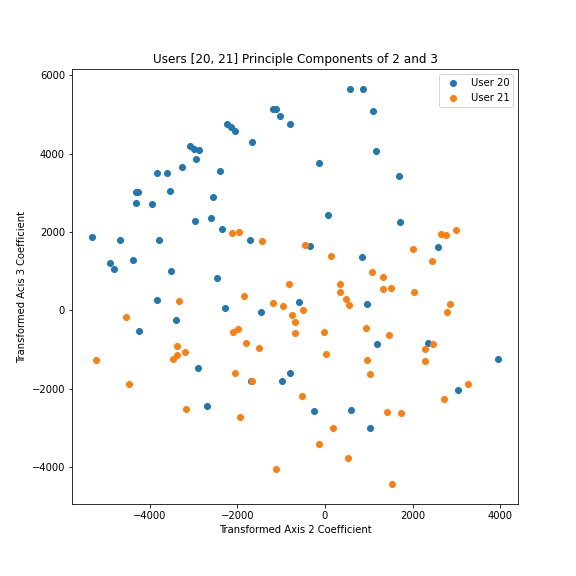 Users [20, 21] Principle Components of 2 and 3
User 20
User 21
6000
4000
2000
0
−2000
−4000
Transformed Acis 3 Coefficient
−4000 −2000 0 2000 4000
Transformed Axis 2 Coefficient